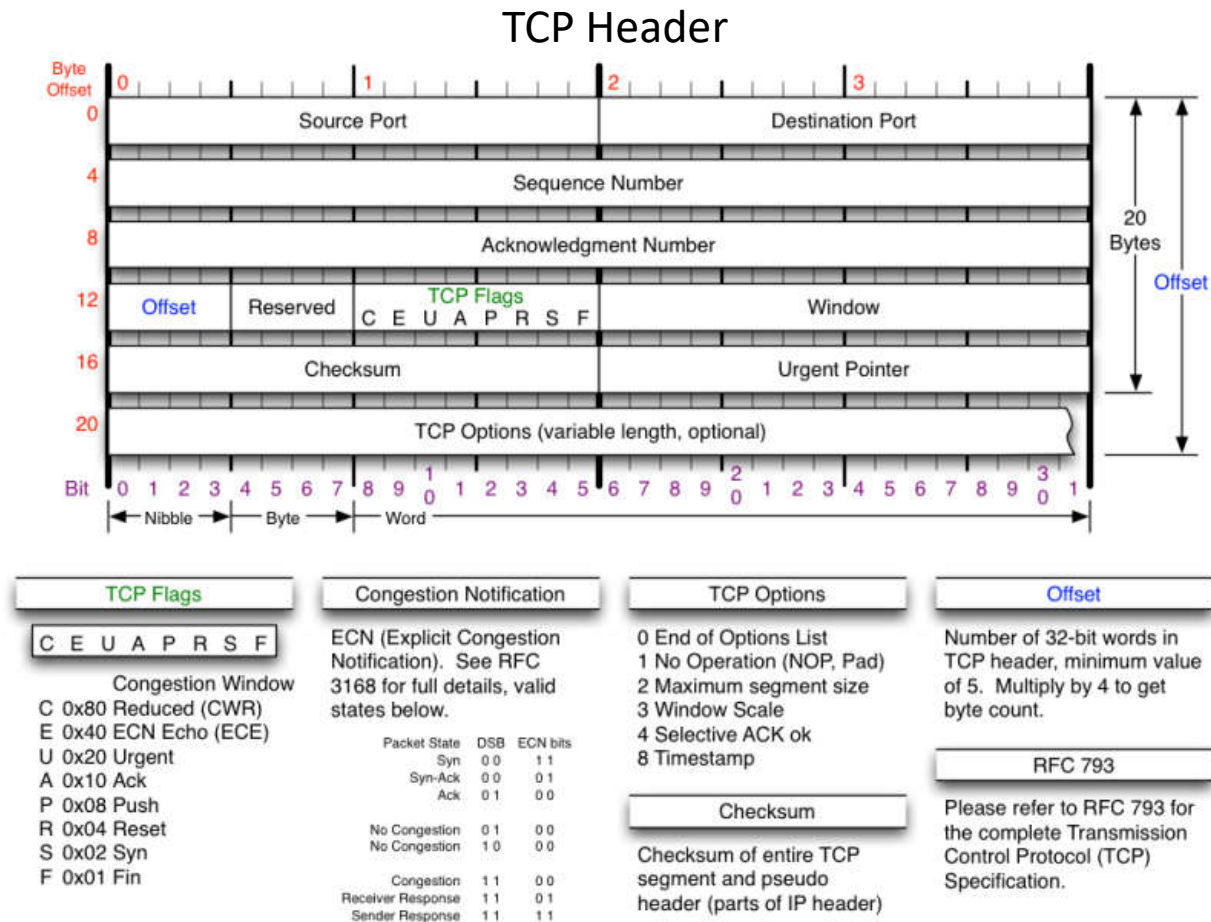 TCP Header
Byte
Offset
0 1 2 3
0
Source Port Destination Port
4
Sequence Number
8
Acknowledgment Number
12
Offset Reserved TCP Flags
C E U A P R S F
Window
16
Checksum Urgent Pointer
20
TCP Options (variable length, optional)
20
Bytes
Offset
Bit 0 1 2 3 4 5 6 7 8 9 10 1 2 3 4 5 6 7 8 9 20 1 2 3 4 5 6 7 8 9 30 1
Nibble Byte Word
TCP Flags
C E U A P R S F
Congestion Window
C 0x80 Reduced (CWR)
E 0x40 ECN Echo (ECE)
U 0x20 Urgent
A 0x10 Ack
P 0x08 Push
R 0x04 Reset
S 0x02 Syn
F 0x01 Fin
Congestion Notification
ECN (Explicit Congestion
Notification). See RFC
3168 for full details, valid
states below.
Packet State DSB ECN bits
Syn 0 0 1 1
Syn-Ack 0 0 0 1
Ack 0 1 0 0
No Congestion 0 1 0 0
No Congestion 1 0 0 0
Congestion 1 1 0 0
Receiver Response 1 1 0 1
Sender Response 1 1 1 1
TCP Options
0 End of Options List
1 No Operation (NOP, Pad)
2 Maximum segment size
3 Window Scale
4 Selective ACK ok
8 Timestamp
Checksum
Checksum of entire TCP
segment and pseudo
header (parts of IP header)
Offset
Number of 32-bit words in
TCP header, minimum value
of 5. Multiply by 4 to get
byte count.
RFC 793
Please refer to RFC 793 for
the complete Transmission
Control Protocol (TCP)
Specification.